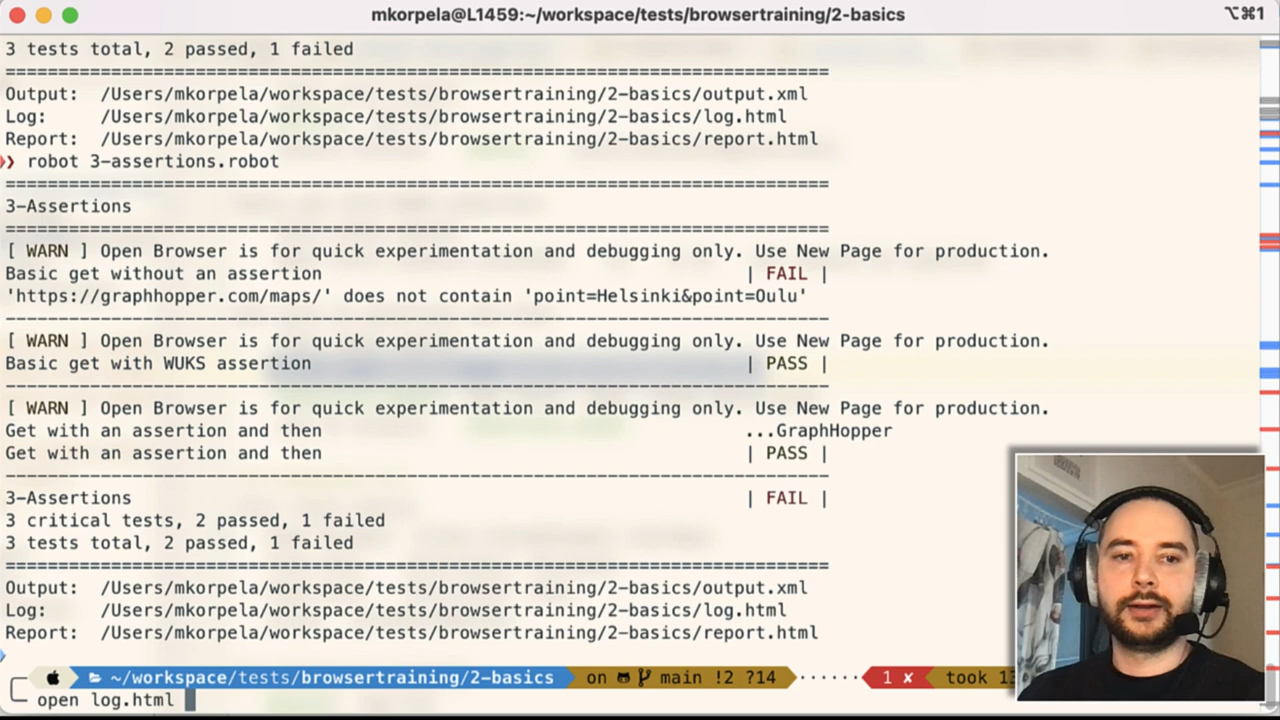 mkorpela@L1459:~/workspace/tests/browsertraining/2-basics
⌥⌘1
3 tests total, 2 passed, 1 failed
==============================================================================
Output:  /Users/mkorpela/workspace/tests/browsertraining/2-basics/output.xml
Log:     /Users/mkorpela/workspace/tests/browsertraining/2-basics/log.html
Report:  /Users/mkorpela/workspace/tests/browsertraining/2-basics/report.html
❯ robot 3-assertions.robot
==============================================================================
3-Assertions
==============================================================================
[ WARN ] Open Browser is for quick experimentation and debugging only. Use New Page for production.
Basic get without an assertion                                        | FAIL |
'https://graphhopper.com/maps/' does not contain 'point=Helsinki&point=Oulu'
------------------------------------------------------------------------------
[ WARN ] Open Browser is for quick experimentation and debugging only. Use New Page for production.
Basic get with WUKS assertion                                         | PASS |
------------------------------------------------------------------------------
[ WARN ] Open Browser is for quick experimentation and debugging only. Use New Page for production.
Get with an assertion and then                                        ...GraphHopper
Get with an assertion and then                                        | PASS |
------------------------------------------------------------------------------
3-Assertions                                                          | FAIL |
3 critical tests, 2 passed, 1 failed
3 tests total, 2 passed, 1 failed
==============================================================================
Output:  /Users/mkorpela/workspace/tests/browsertraining/2-basics/output.xml
Log:     /Users/mkorpela/workspace/tests/browsertraining/2-basics/log.html
Report:  /Users/mkorpela/workspace/tests/browsertraining/2-basics/report.html
~/workspace/tests/browsertraining/2-basics on main !2 ?14 ······ 1 ✘ took
open log.html